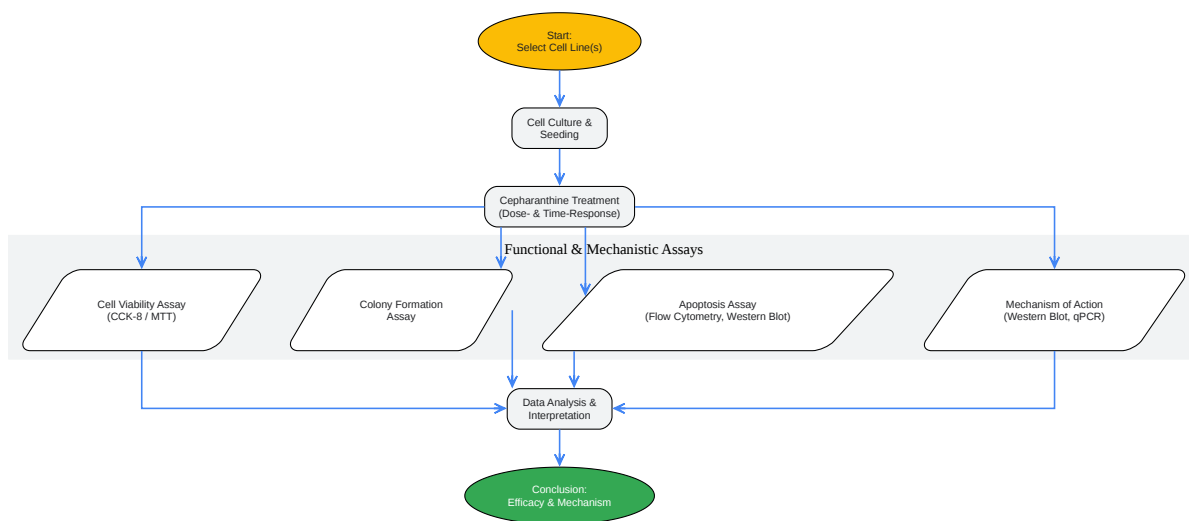 Start:
Select Cell Line(s)
Cell Culture &
Seeding
Cepharanthine Treatment
(Dose- & Time-Response)
Functional & Mechanistic Assays
Cell Viability Assay
(CCK-8 / MTT)
Colony Formation
Assay
Apoptosis Assay
(Flow Cytometry, Western Blot)
Mechanism of Action
(Western Blot, qPCR)
Data Analysis &
Interpretation
Conclusion:
Efficacy & Mechanism